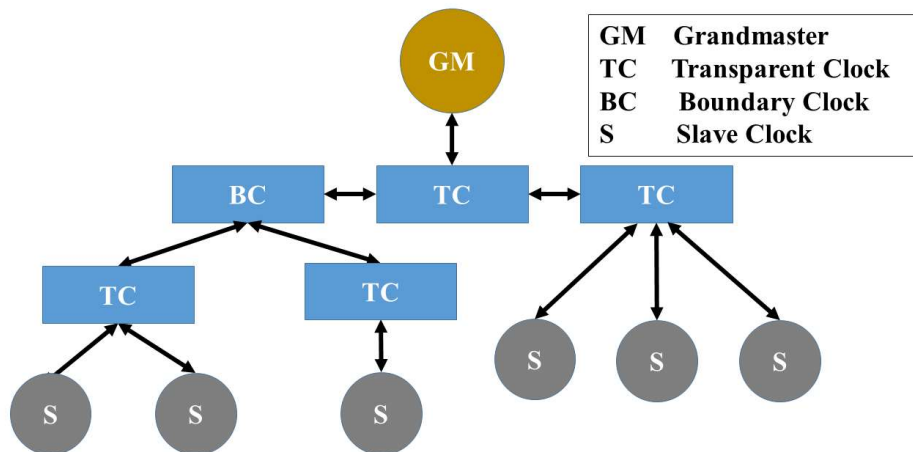 GM
GM Grandmaster
TC Transparent Clock
BC Boundary Clock
S Slave Clock
BC TC TC
TC TC
S S S
S S S